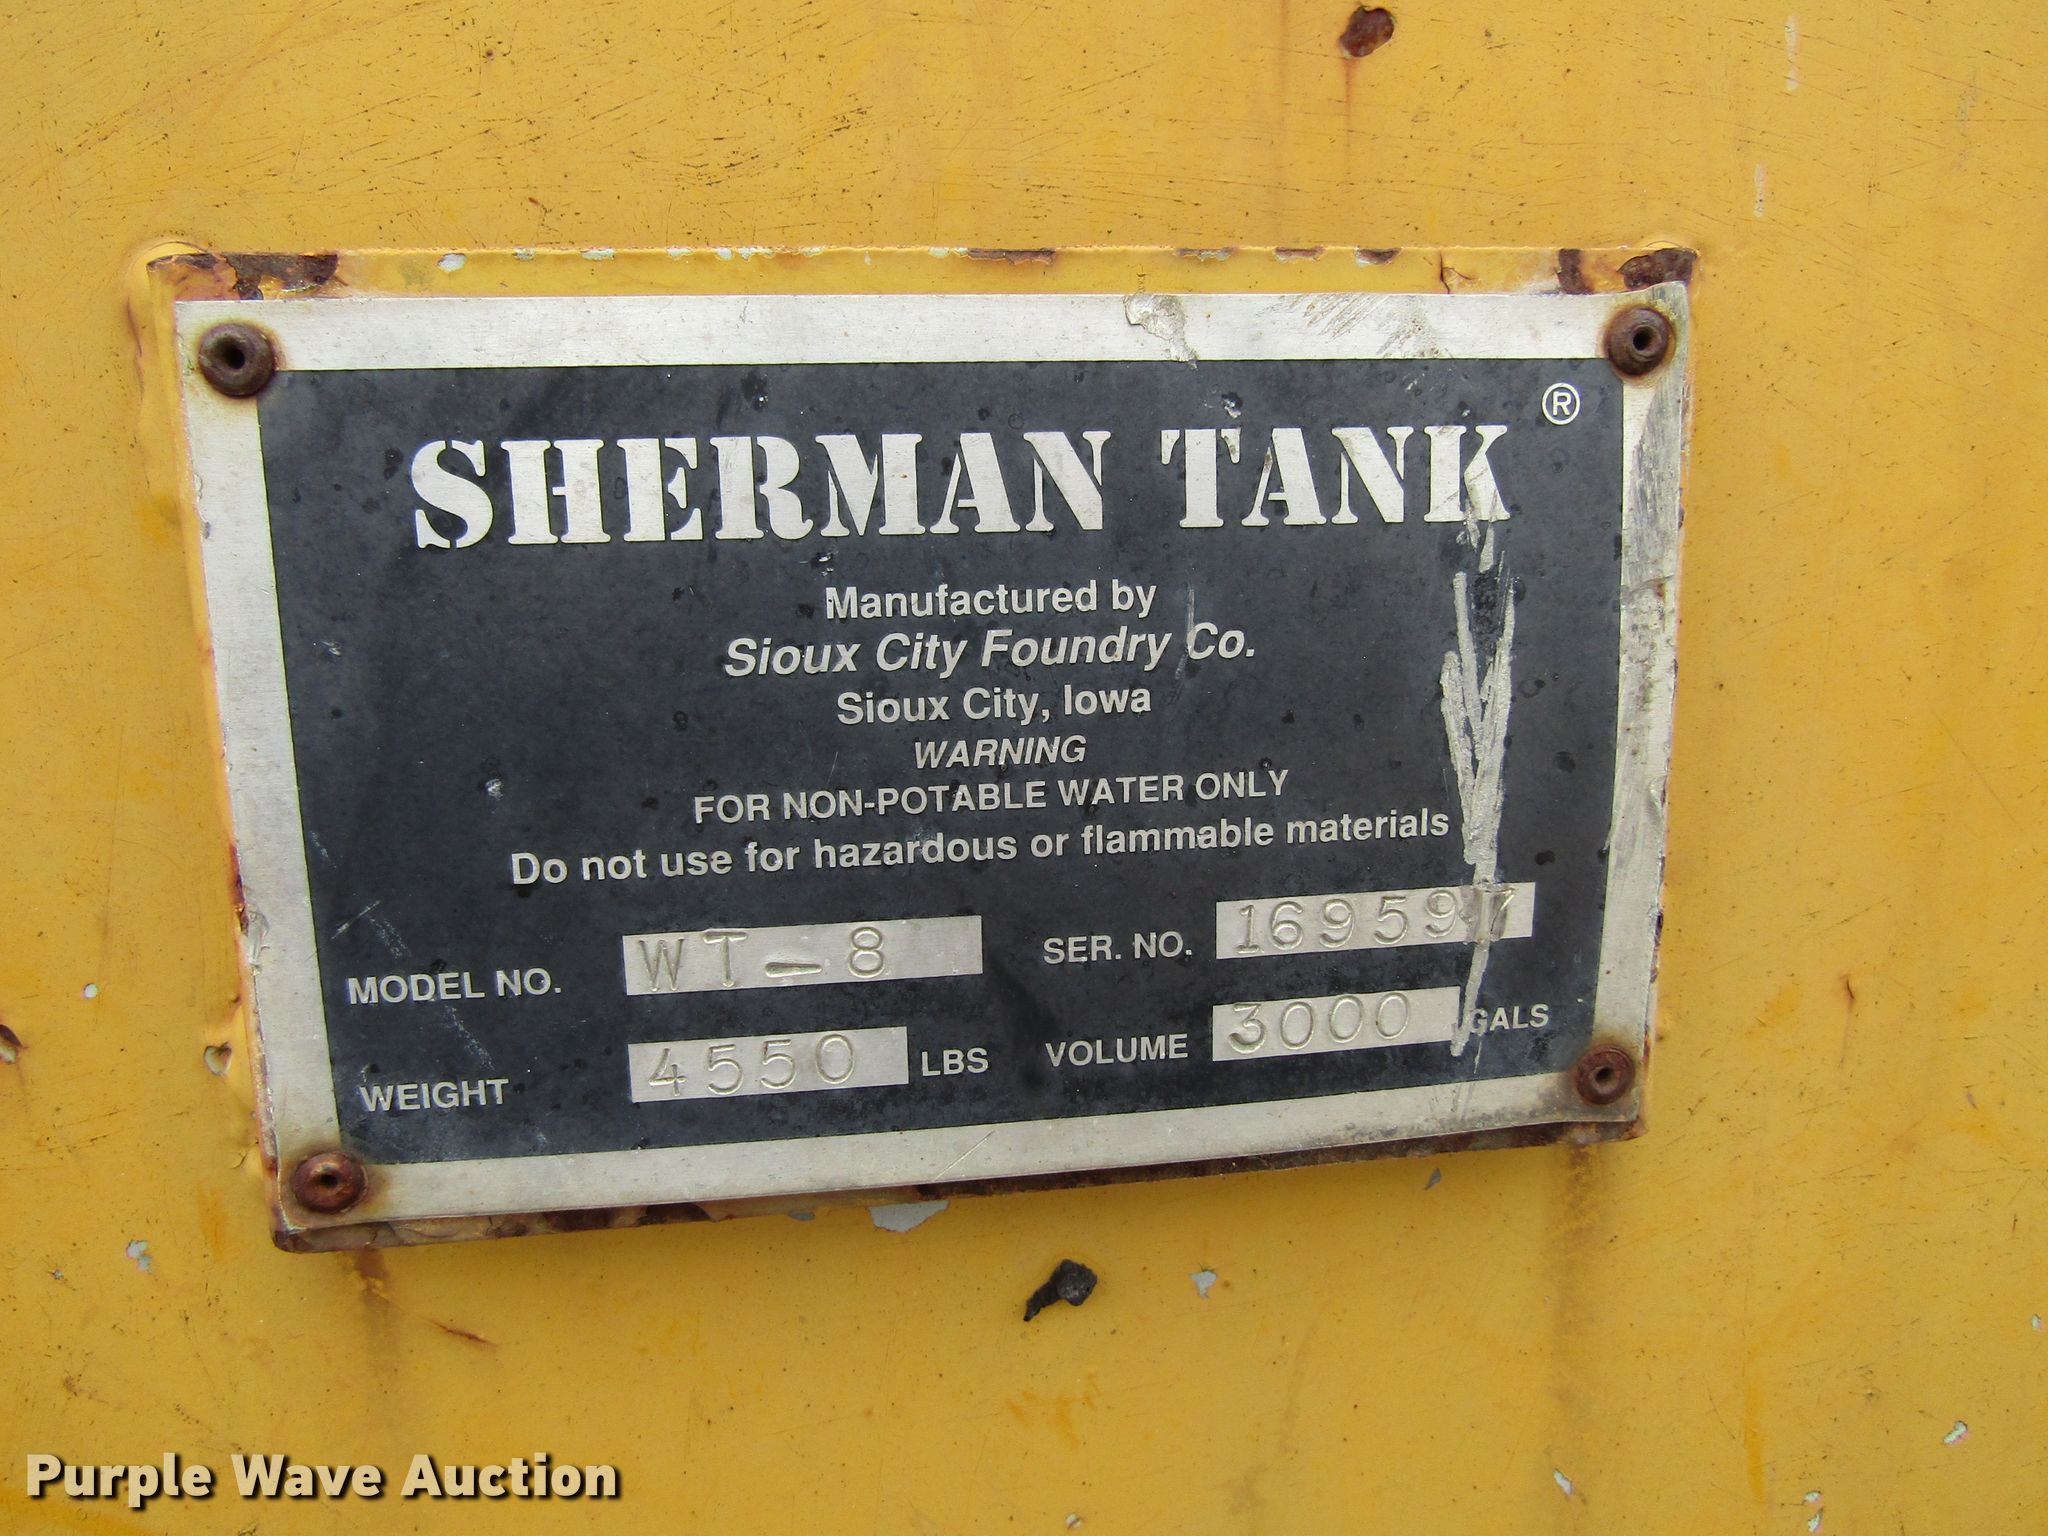 SHERMAN TANK ®
Manufactured by
Sioux City Foundry Co.
Sioux City, Iowa
WARNING
FOR NON-POTABLE WATER ONLY
Do not use for hazardous or flammable materials
MODEL NO. WT-8 SER. NO.
WEIGHT 4550 LBS VOLUME 3000 GALS
Purple Wave Auction